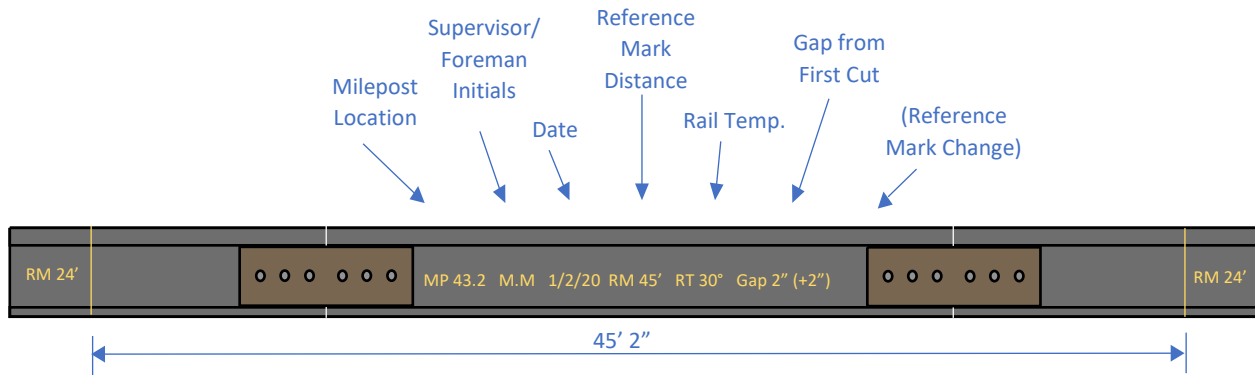 Supervisor/
Foreman
Initials
Reference
Mark
Distance
Gap from
First Cut
Milepost
Location
Date
Rail Temp.
(Reference
Mark Change)
RM 24’
MP 43.2 M.M 1/2/20 RM 45’ RT 30° Gap 2” (+2”)
RM 24’
45’ 2”